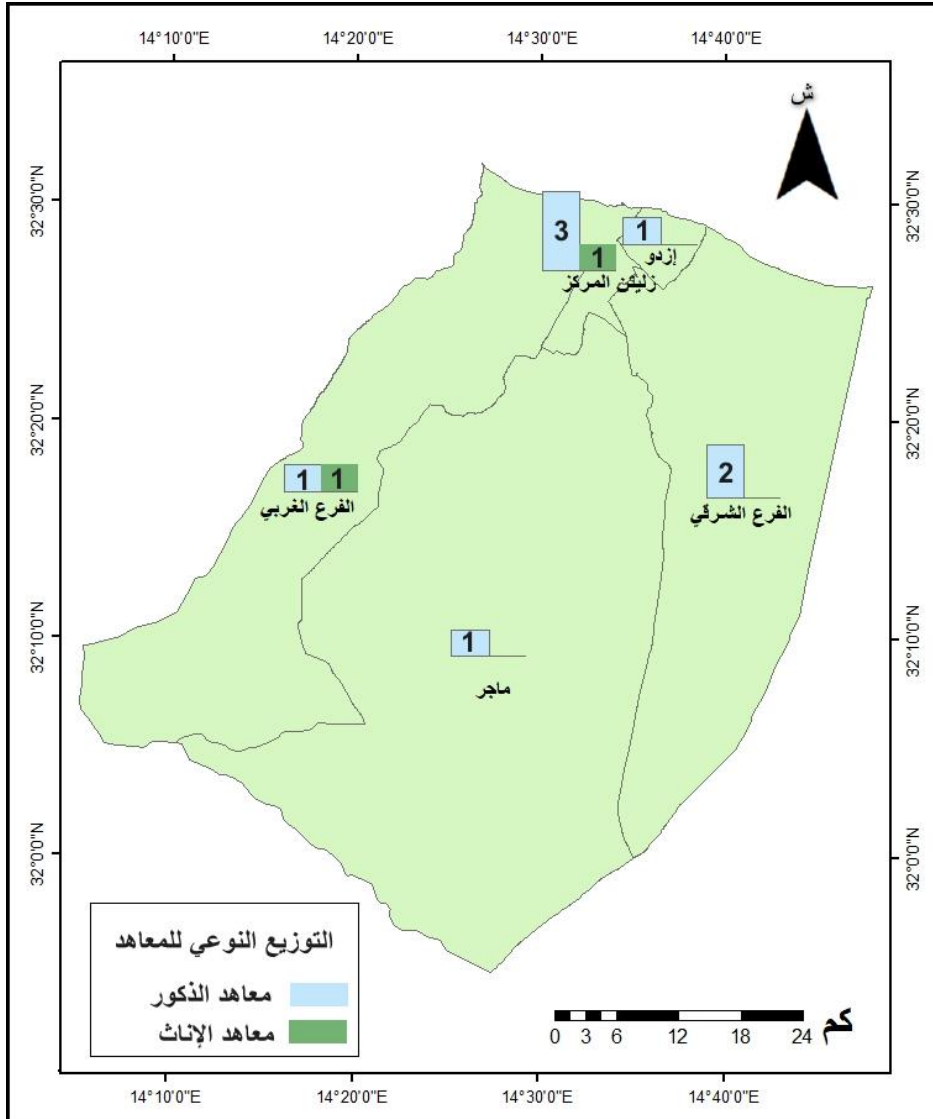 14°10'0"E 14°20'0"E 14°30'0"E 14°40'0"E
ش
32°30'0"N 32°30'0"N
3 1
إزدو
1
زليتن المركز
32°20'0"N 32°20'0"N
2
الفرع الشرقي
1 1
الفرع الغربي
32°10'0"N 32°10'0"N
1
ماجر
32°0'0"N 32°0'0"N
التوزيع النوعي للمعاهد
معاهد الذكور
معاهد الإناث
كم
0 3 6 12 18 24
14°10'0"E 14°20'0"E 14°30'0"E 14°40'0"E